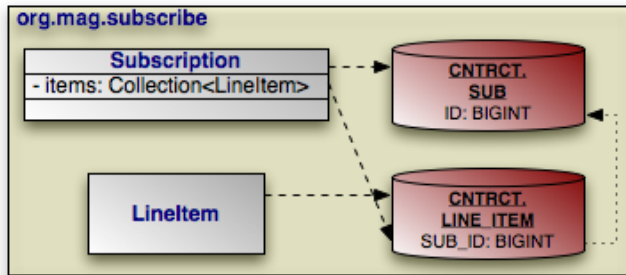 org.mag.subscribe
Subscription
- items: Collection<LineItem>
CNTRCT.
SUB
ID: BIGINT
LineItem
CNTRCT.
LINE_ITEM
SUB_ID: BIGINT